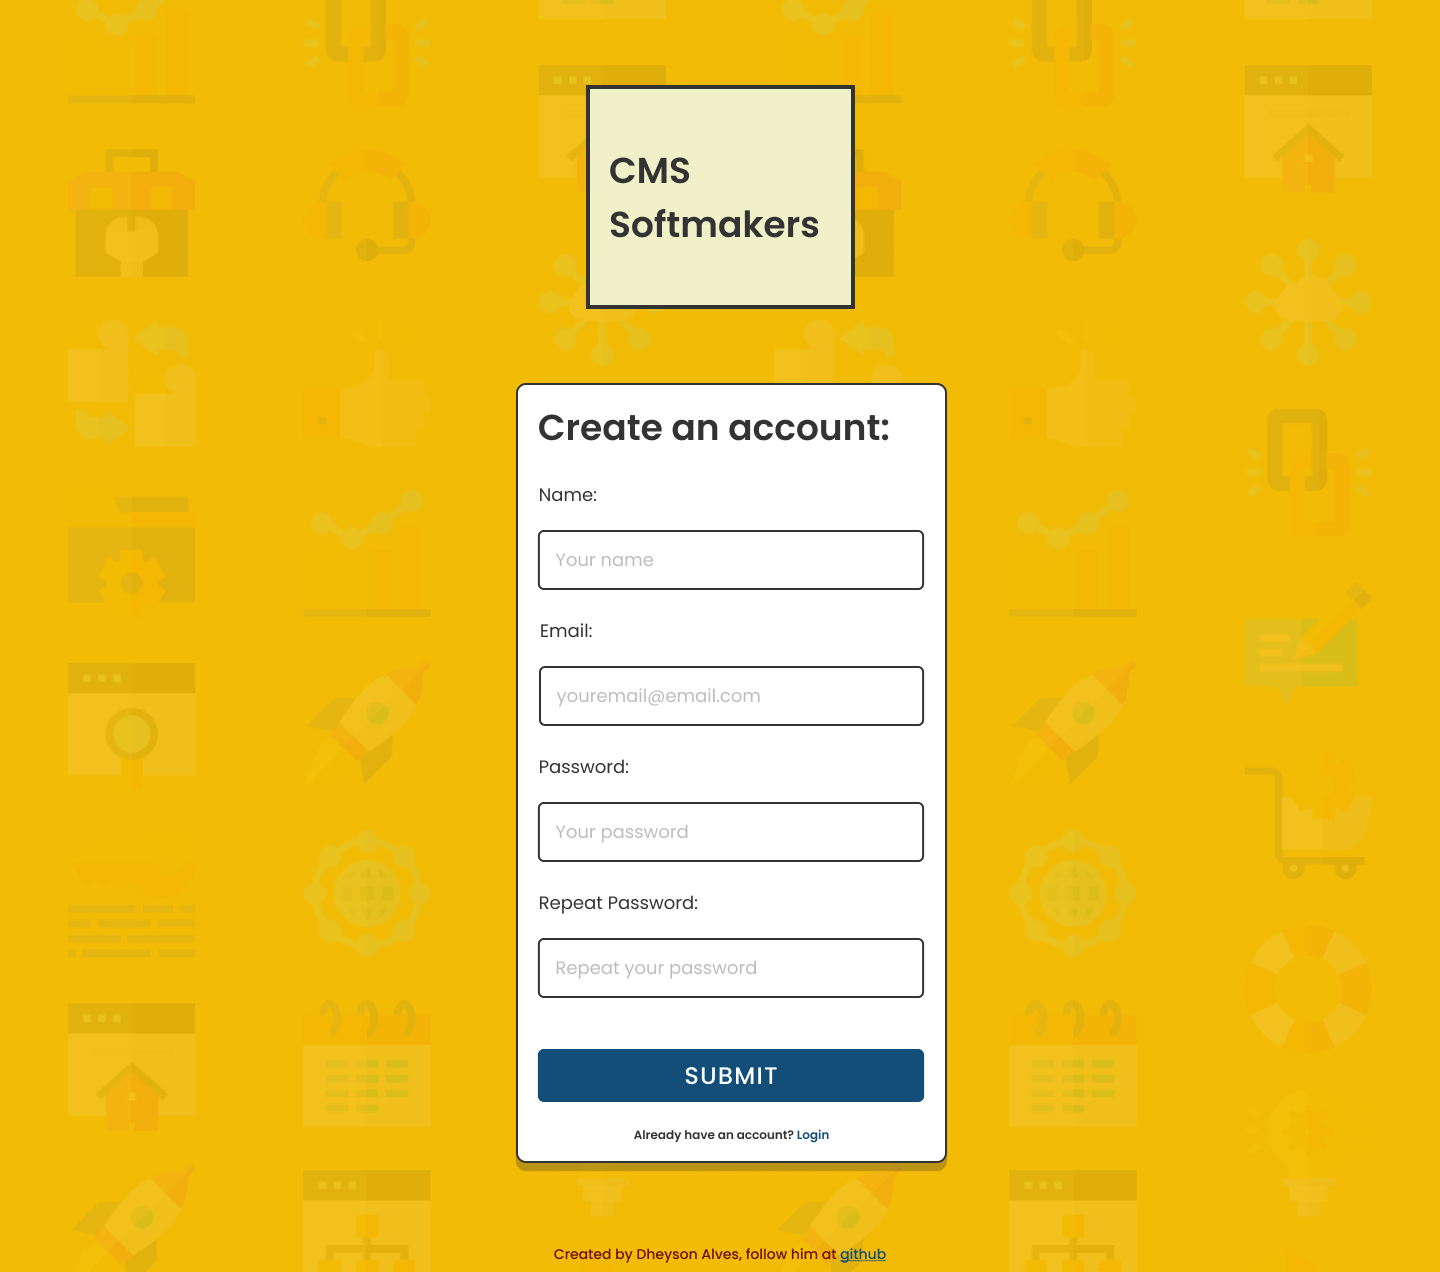 CMS
Softmakers
Create an account:
Name:
Your name
Email:
youremail@email.com
Password:
Your password
Repeat Password:
Repeat your password
SUBMIT
Already have an account? Login
Created by Dheyson Alves, follow him at github